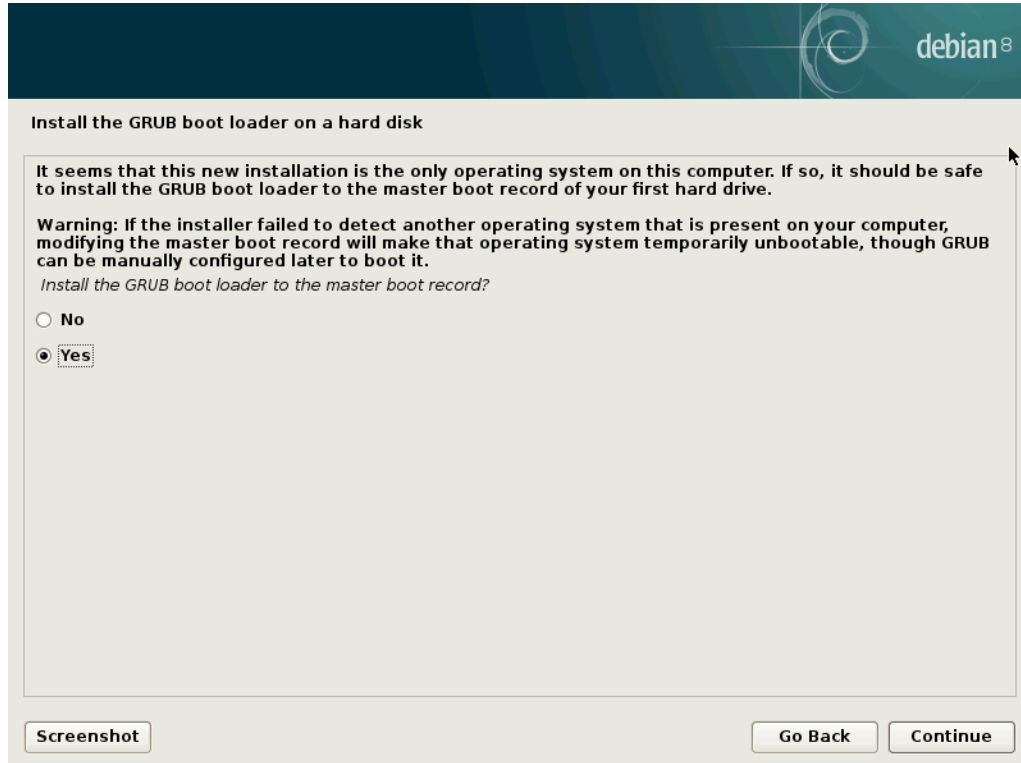 debian 8
Install the GRUB boot loader on a hard disk
It seems that this new installation is the only operating system on this computer. If so, it should be safe
to install the GRUB boot loader to the master boot record of your first hard drive.
Warning: If the installer failed to detect another operating system that is present on your computer,
modifying the master boot record will make that operating system temporarily unbootable, though GRUB
can be manually configured later to boot it.
Install the GRUB boot loader to the master boot record?
No
Yes
Screenshot Go Back Continue